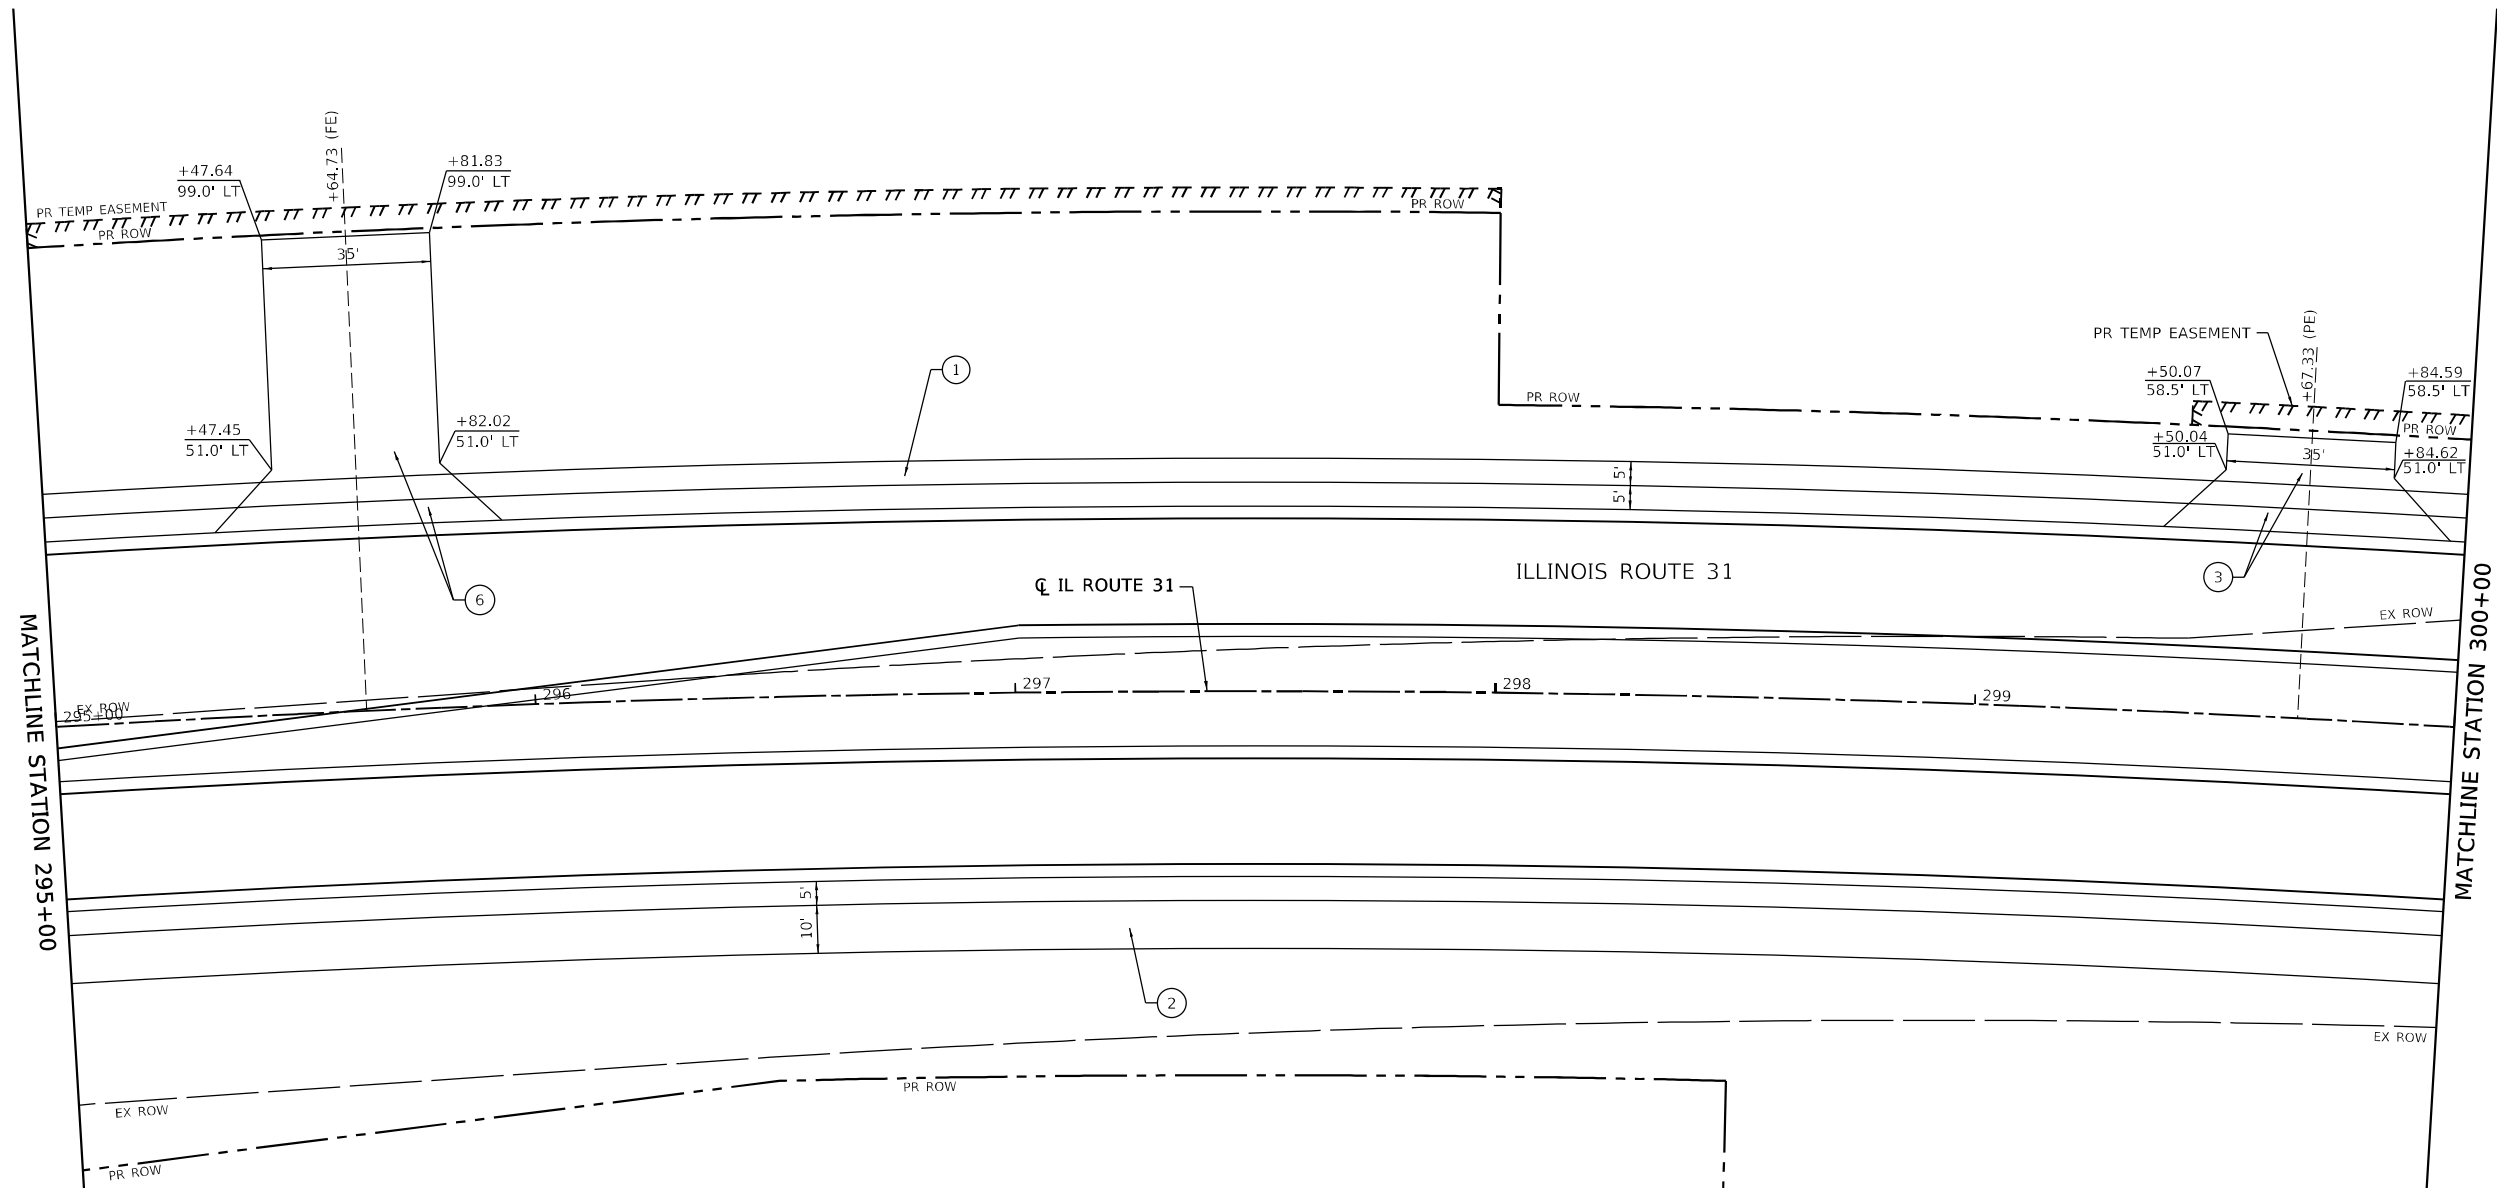 +64.73 (FE)
+47.64
99.0' LT
+81.83
99.0' LT
PR TEMP EASEMENT
PR ROW
35'
PR ROW
PR TEMP EASEMENT
+67.33 (PE)
+50.07
58.5' LT
+84.59
58.5' LT
1
PR ROW
+47.45
51.0' LT
+82.02
51.0' LT
PR ROW
+50.04
51.0' LT
35'
+84.62
51.0' LT
5'
5'
℄ IL ROUTE 31
ILLINOIS ROUTE 31
3
6
EX ROW
MATCHLINE STATION 295+00
MATCHLINE STATION 300+00
EX ROW
295+00
296
297
298
299
5'
10'
2
EX ROW
EX ROW
PR ROW
PR ROW